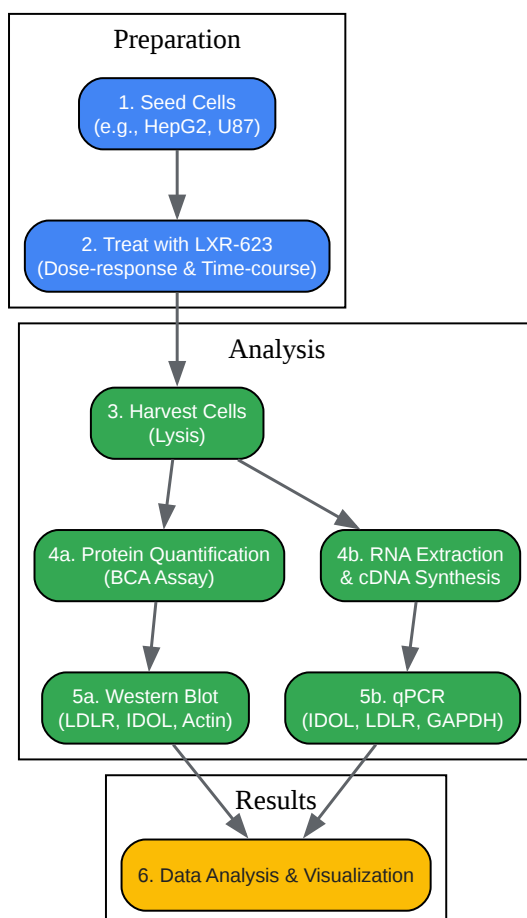 Preparation
1. Seed Cells
(e.g., HepG2, U87)
2. Treat with LXR-623
(Dose-response & Time-course)
Analysis
3. Harvest Cells
(Lysis)
4a. Protein Quantification
(BCA Assay)
4b. RNA Extraction
& cDNA Synthesis
5a. Western Blot
(LDLR, IDOL, Actin)
5b. qPCR
(IDOL, LDLR, GAPDH)
Results
6. Data Analysis & Visualization